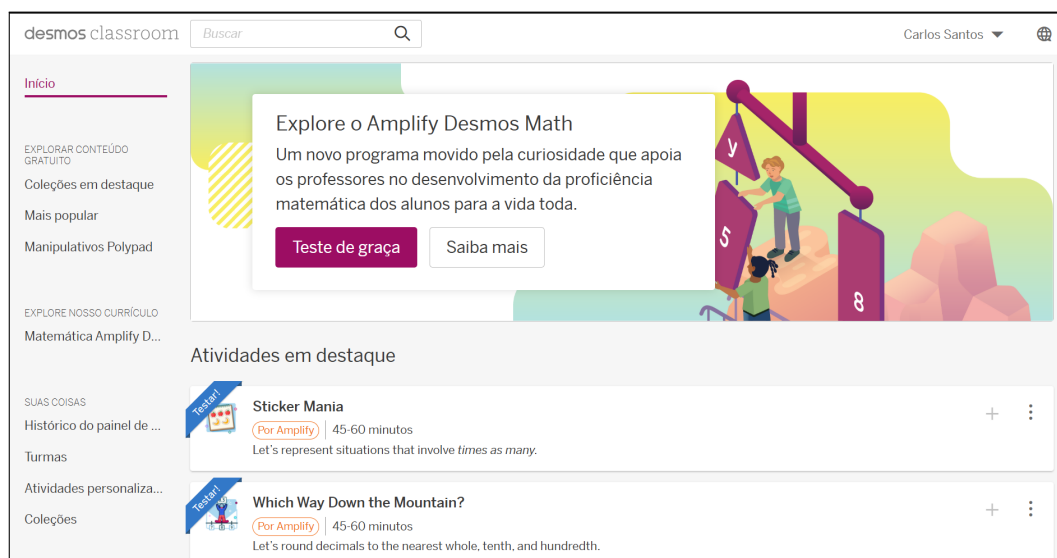 desmos classroom
Buscar
Carlos Santos
Início
EXPLORAR CONTEÚDO
GRATUITO
Coleções em destaque
Mais popular
Manipulativos Polypad
EXPLORE NOSSO CURRÍCULO
Matemática Amplify D...
SUAS COISAS
Histórico do painel de ...
Turmas
Atividades personaliza...
Coleções
Explore o Amplify Desmos Math
Um novo programa movido pela curiosidade que apoia
os professores no desenvolvimento da proficiência
matemática dos alunos para a vida toda.
Teste de graça
Saiba mais
y
5
8
Atividades em destaque
Testar!
Sticker Mania
Por Amplify
45-60 minutos
Let's represent situations that involve times as many.
Testar!
Which Way Down the Mountain?
Por Amplify
45-60 minutos
Let's round decimals to the nearest whole, tenth, and hundredth.